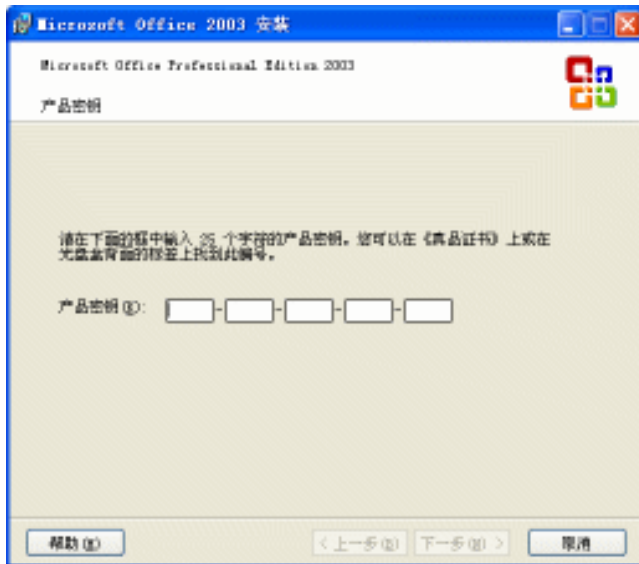 Microsoft Office 2003 安装
Microsoft Office Professional Edition 2003
产品密钥
请在下面的框中输入 25 个字符的产品密钥。您可以在《真品证书》上或在
光盘盒背面的标签上找到此编号。
产品密钥(K): - - - -
帮助(H)
< 上一步(B)
下一步(N) >
取消